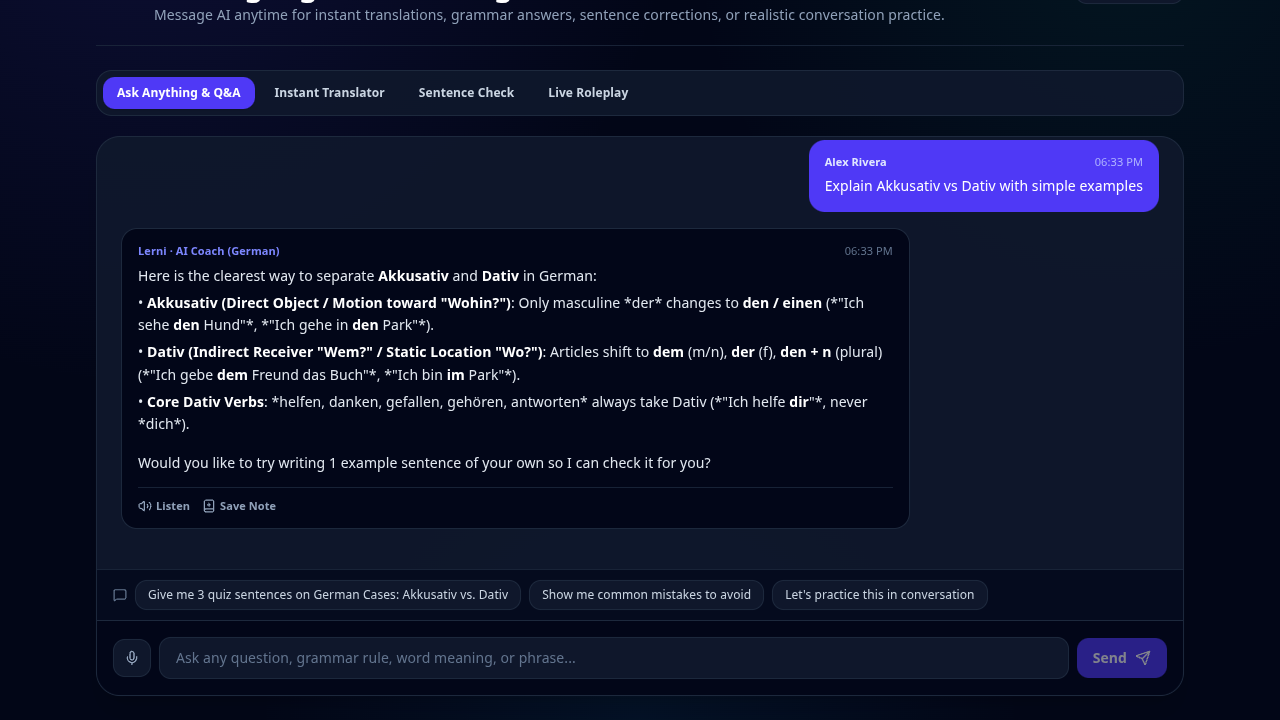 Message AI anytime for instant translations, grammar answers, sentence corrections, or realistic conversation practice.
Ask Anything & Q&A
Instant Translator
Sentence Check
Live Roleplay
Alex Rivera
06:33 PM
Explain Akkusativ vs Dativ with simple examples
Lerni · AI Coach (German)
06:33 PM
Here is the clearest way to separate Akkusativ and Dativ in German:
• Akkusativ (Direct Object / Motion toward "Wohin?"): Only masculine *der* changes to den / einen (*"Ich
sehe den Hund"*, *"Ich gehe in den Park"*).
• Dativ (Indirect Receiver "Wem?" / Static Location "Wo?"): Articles shift to dem (m/n), der (f), den + n (plural)
(*"Ich gebe dem Freund das Buch"*, *"Ich bin im Park"*).
• Core Dativ Verbs: *helfen, danken, gefallen, gehören, antworten* always take Dativ (*"Ich helfe dir"*, never
*dich*).
Would you like to try writing 1 example sentence of your own so I can check it for you?
Listen
Save Note
Give me 3 quiz sentences on German Cases: Akkusativ vs. Dativ
Show me common mistakes to avoid
Let's practice this in conversation
Ask any question, grammar rule, word meaning, or phrase...
Send